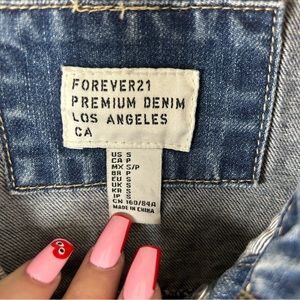 FOREVER21
PREMIUM DENIM
LOS ANGELES
CA
US S
CA P
MX S/P
BR P
EU S
UK S
KR S
JP S
CN 160/84A
MADE IN CHINA